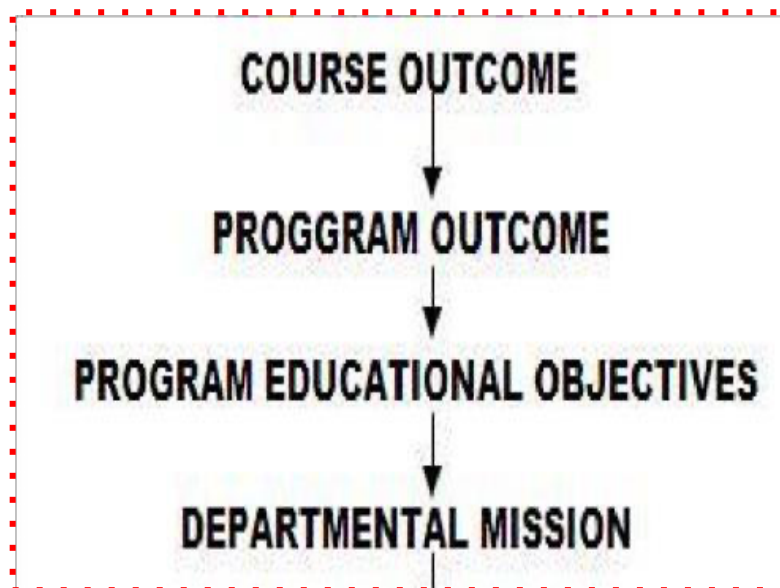 COURSE OUTCOME
PROGGRAM OUTCOME
PROGRAM EDUCATIONAL OBJECTIVES
DEPARTMENTAL MISSION